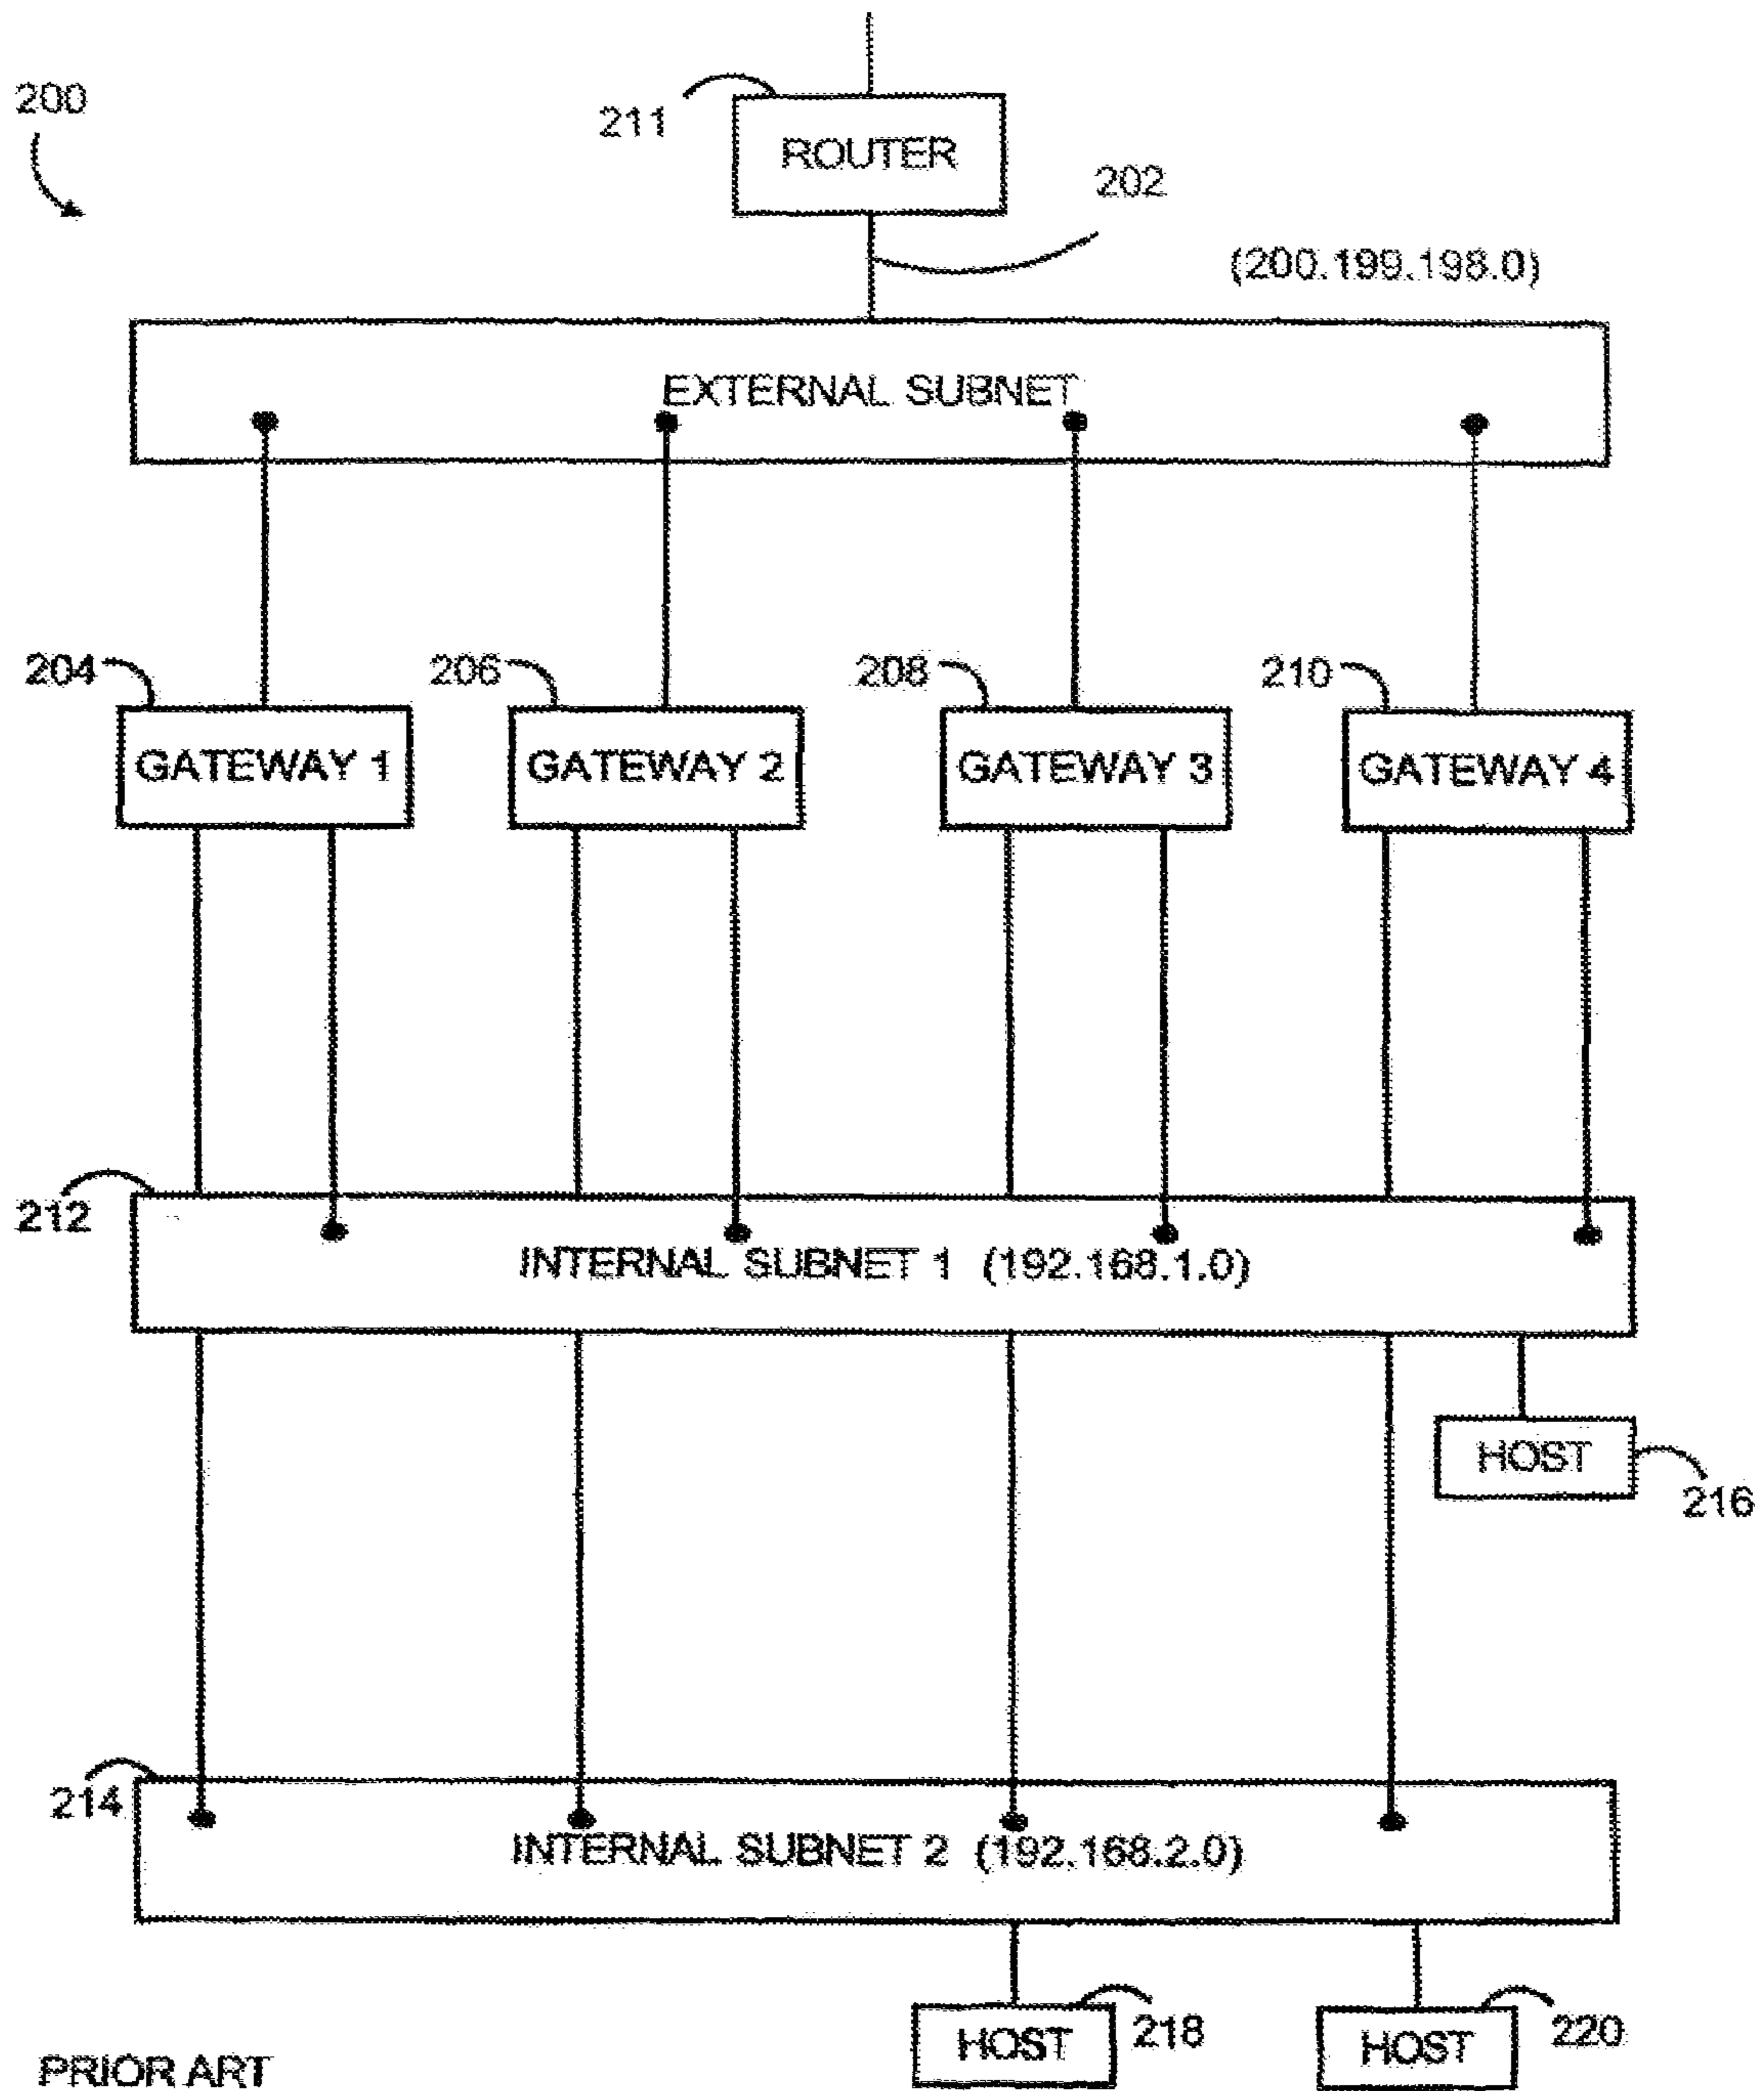 200
211
ROUTER
202
(200.199.198.0)
EXTERNAL SUBNET
204
206
208
210
GATEWAY 1
GATEWAY 2
GATEWAY 3
GATEWAY 4
212
INTERNAL SUBNET 1 (192.168.1.0)
HOST
216
214
INTERNAL SUBNET 2 (192.168.2.0)
HOST
218
HOST
220
PRIOR ART